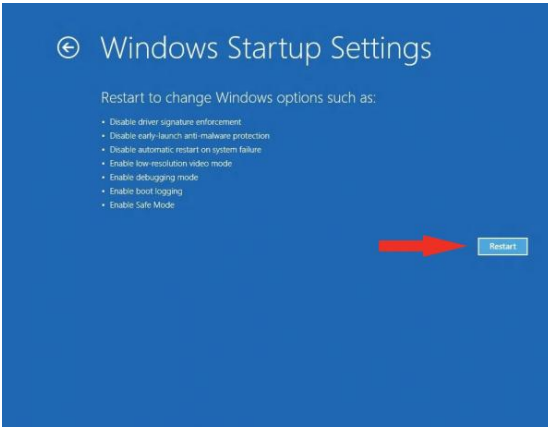 Windows Startup Settings
Restart to change Windows options such as:
• Disable driver signature enforcement
• Disable early-launch anti-malware protection
• Disable automatic restart on system failure
• Enable low-resolution video mode
• Enable debugging mode
• Enable boot logging
• Enable Safe Mode
Restart